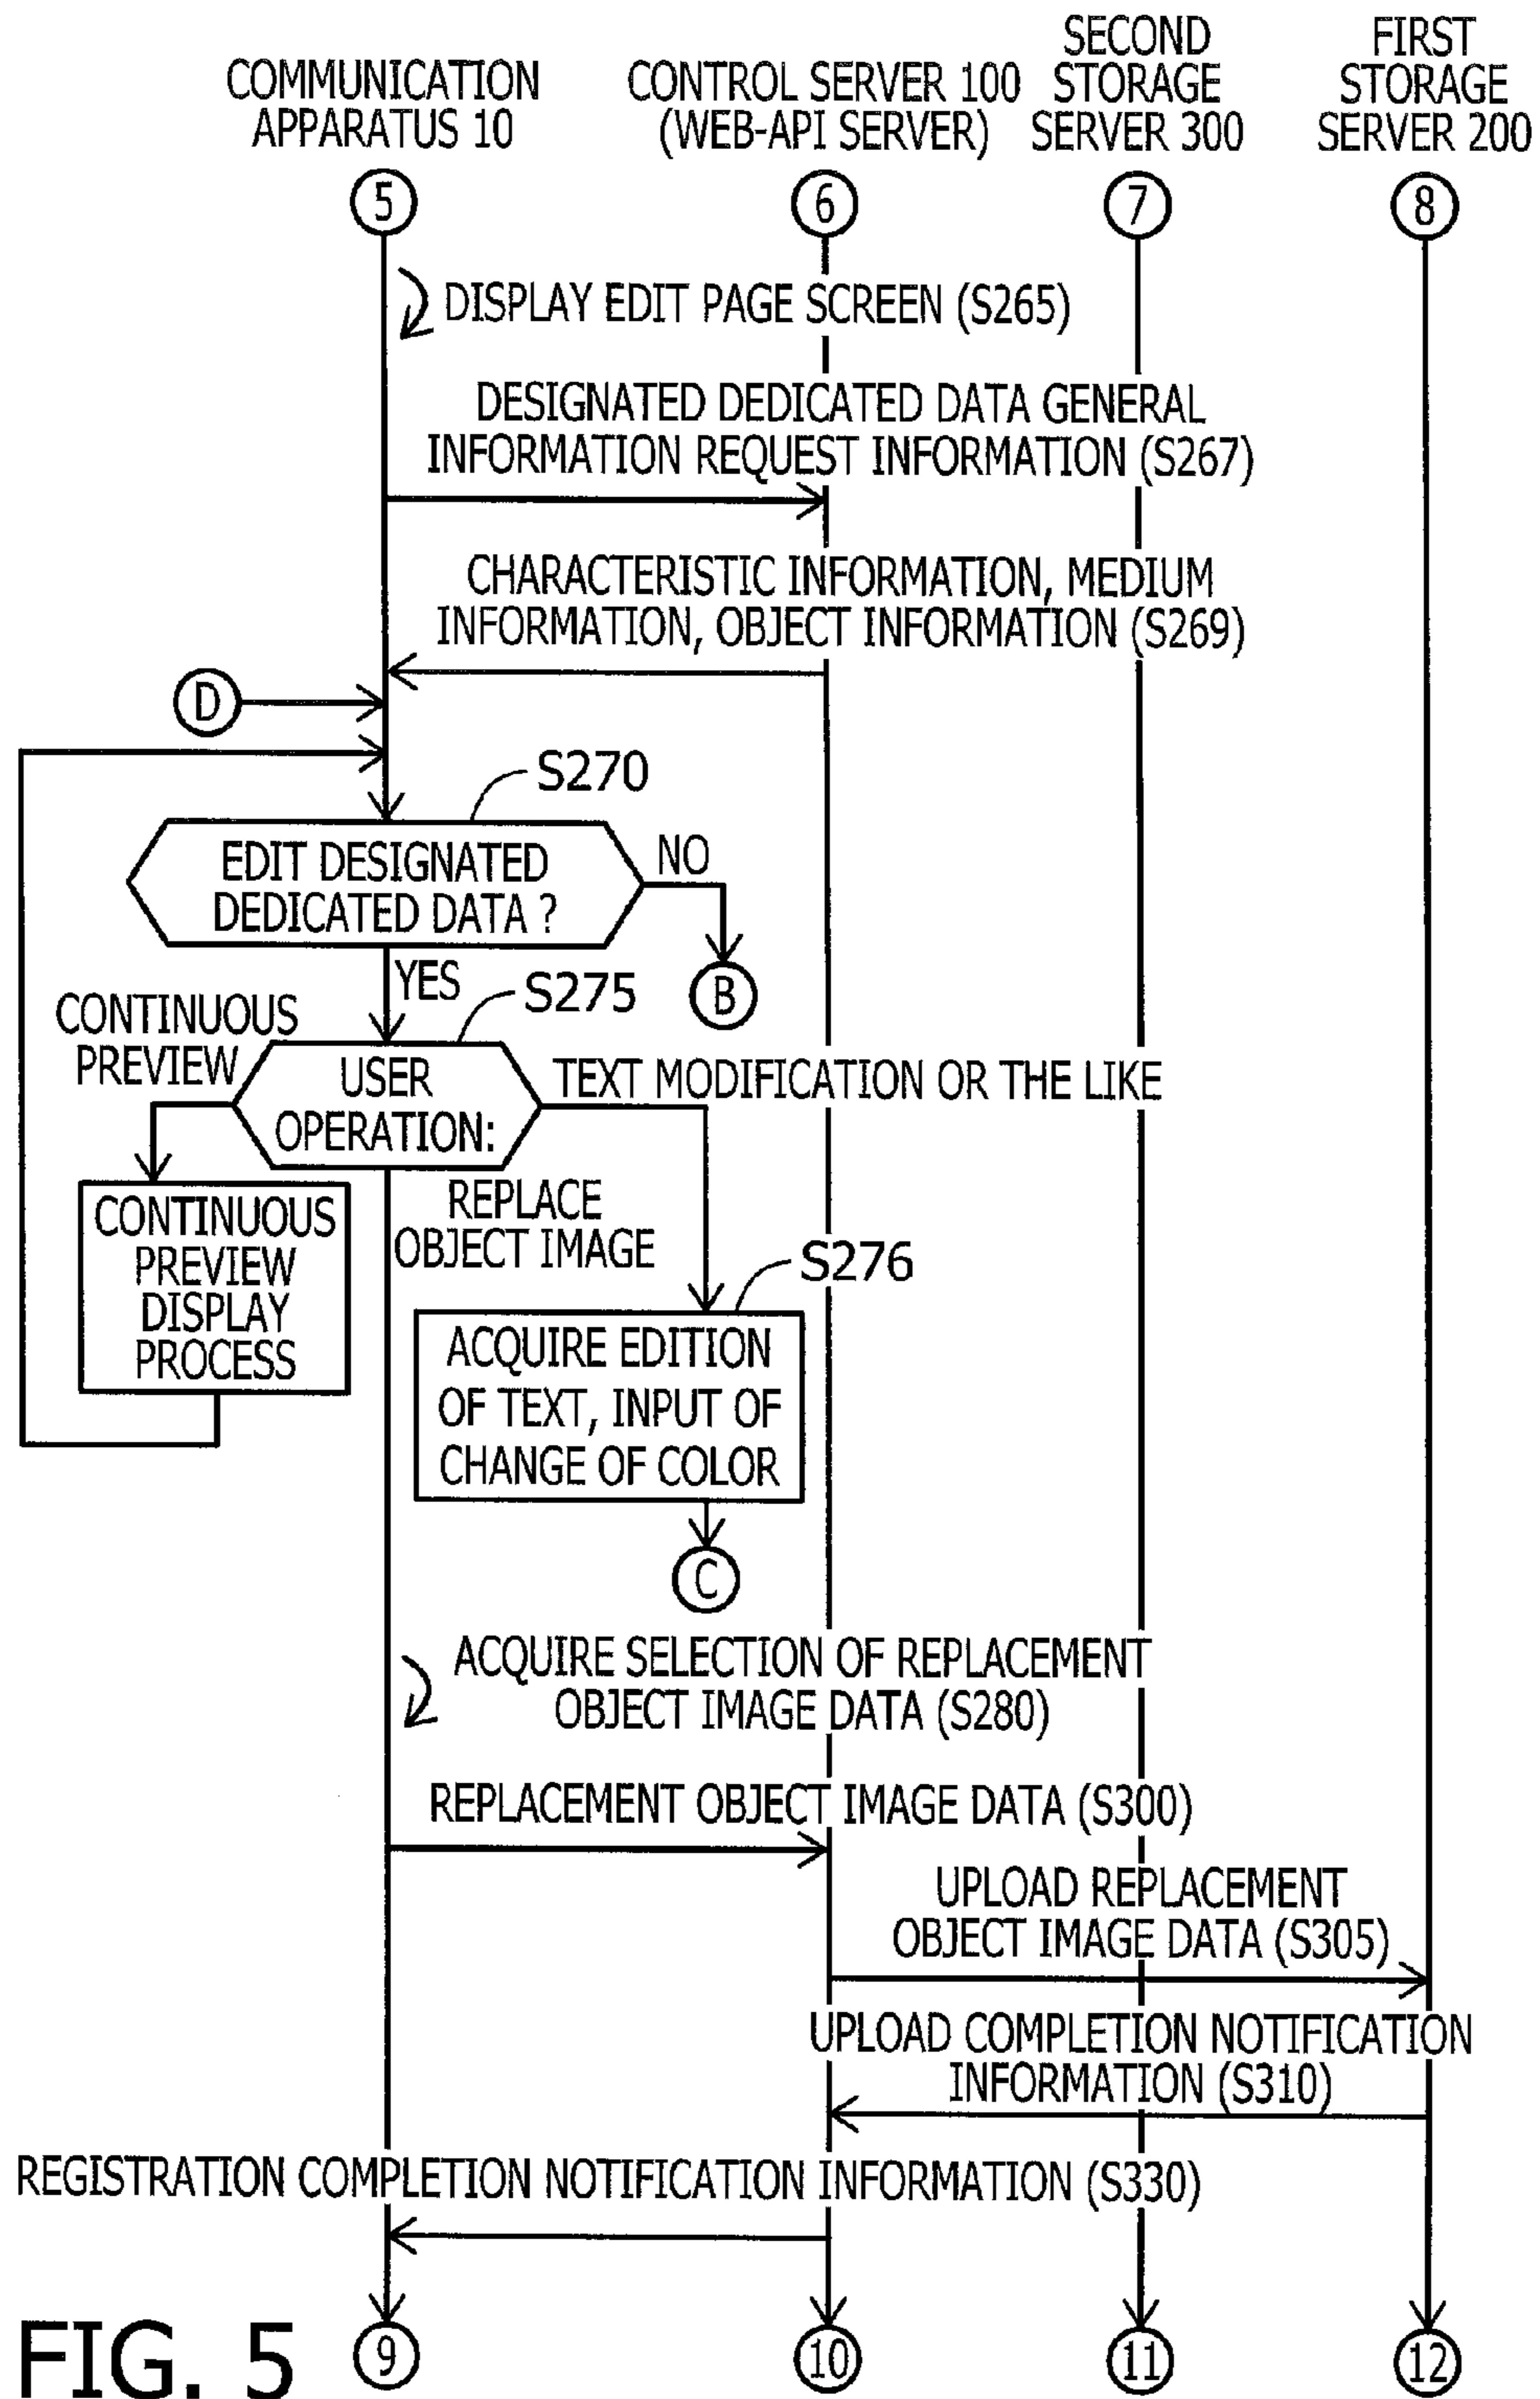 COMMUNICATION
APPARATUS 10
CONTROL SERVER 100
(WEB-API SERVER)
SECOND
STORAGE
SERVER 300
FIRST
STORAGE
SERVER 200
5
6
7
8
DISPLAY EDIT PAGE SCREEN (S265)
DESIGNATED DEDICATED DATA GENERAL
INFORMATION REQUEST INFORMATION (S267)
CHARACTERISTIC INFORMATION, MEDIUM
INFORMATION, OBJECT INFORMATION (S269)
D
S270
EDIT DESIGNATED
DEDICATED DATA ?
NO
B
YES
S275
CONTINUOUS
PREVIEW
USER
OPERATION:
TEXT MODIFICATION OR THE LIKE
REPLACE
OBJECT IMAGE
CONTINUOUS
PREVIEW
DISPLAY
PROCESS
S276
ACQUIRE EDITION
OF TEXT, INPUT OF
CHANGE OF COLOR
C
ACQUIRE SELECTION OF REPLACEMENT
OBJECT IMAGE DATA (S280)
REPLACEMENT OBJECT IMAGE DATA (S300)
UPLOAD REPLACEMENT
OBJECT IMAGE DATA (S305)
UPLOAD COMPLETION NOTIFICATION
INFORMATION (S310)
REGISTRATION COMPLETION NOTIFICATION INFORMATION (S330)
9
10
11
12
FIG. 5